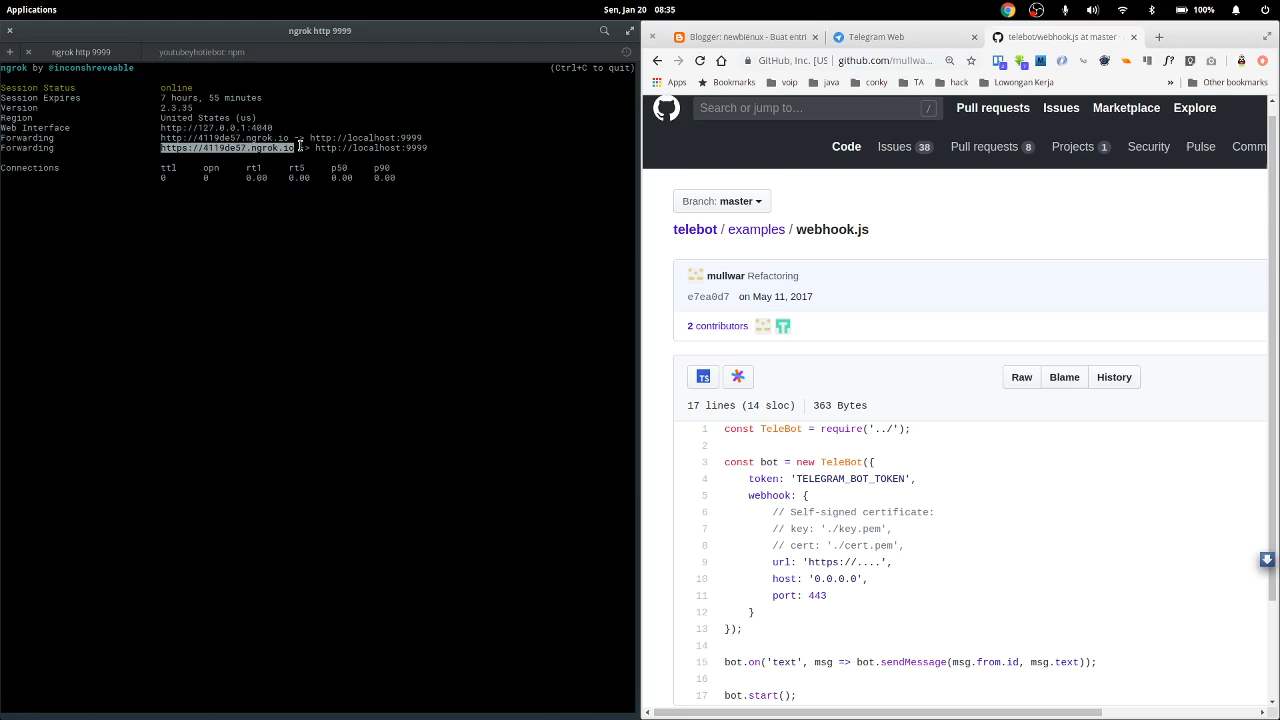 Applications
Sen, Jan 20 08:35
100%
ngrok http 9999
ngrok http 9999
youtubeyhotiebot: npm
ngrok by @inconshreveable
(Ctrl+C to quit)
Session Status online
Session Expires 7 hours, 55 minutes
Version 2.3.35
Region United States (us)
Web Interface http://127.0.0.1:4040
Forwarding http://4119de57.ngrok.io -> http://localhost:9999
Forwarding https://4119de57.ngrok.io -> http://localhost:9999
Connections ttl opn rt1 rt5 p50 p90
0 0 0.00 0.00 0.00 0.00
Blogger: newbienux - Buat entri
Telegram Web
telebot/webhook.js at master
GitHub, Inc. [US]
github.com/mullwa...
Apps
Bookmarks
voip
java
conky
TA
hack
Lowongan Kerja
»
Other bookmarks
Search or jump to...
/
Pull requests
Issues
Marketplace
Explore
Code
Issues 38
Pull requests 8
Projects 1
Security
Pulse
Comm
Branch: master
telebot / examples / webhook.js
mullwar Refactoring
e7ea0d7 on May 11, 2017
2 contributors
TS
Raw
Blame
History
17 lines (14 sloc)
363 Bytes
1 const TeleBot = require('../');
2
3 const bot = new TeleBot({
4 token: 'TELEGRAM_BOT_TOKEN',
5 webhook: {
6 // Self-signed certificate:
7 // key: './key.pem',
8 // cert: './cert.pem',
9 url: 'https://....',
10 host: '0.0.0.0',
11 port: 443
12 }
13 });
14
15 bot.on('text', msg => bot.sendMessage(msg.from.id, msg.text));
16
17 bot.start();